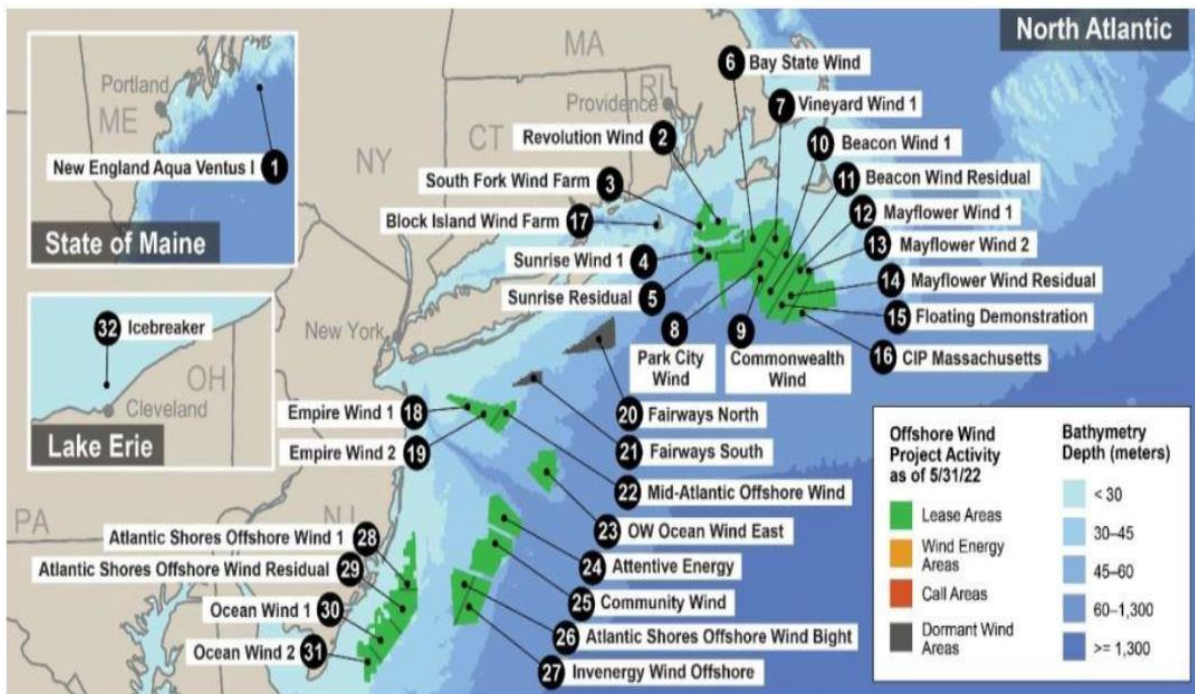 North Atlantic
MA
RI
Providence
CT
NY
Portland
ME
New England Aqua Ventus I 1
State of Maine
32 Icebreaker
OH
Cleveland
Lake Erie
New York
PA
NJ
6 Bay State Wind
7 Vineyard Wind 1
Revolution Wind 2
10 Beacon Wind 1
South Fork Wind Farm 3
11 Beacon Wind Residual
Block Island Wind Farm 17
12 Mayflower Wind 1
13 Mayflower Wind 2
Sunrise Wind 1 4
14 Mayflower Wind Residual
Sunrise Residual 5
15 Floating Demonstration
8
Park City
Wind
9
Commonwealth
Wind
16 CIP Massachusetts
Empire Wind 1 18
20 Fairways North
Empire Wind 2 19
21 Fairways South
22 Mid-Atlantic Offshore Wind
23 OW Ocean Wind East
Atlantic Shores Offshore Wind 1 28
24 Attentive Energy
Atlantic Shores Offshore Wind Residual 29
25 Community Wind
Ocean Wind 1 30
26 Atlantic Shores Offshore Wind Bight
Ocean Wind 2 31
27 Invenergy Wind Offshore
Offshore Wind
Project Activity
as of 5/31/22
Lease Areas
Wind Energy
Areas
Call Areas
Dormant Wind
Areas
Bathymetry
Depth (meters)
< 30
30–45
45–60
60–1,300
>= 1,300